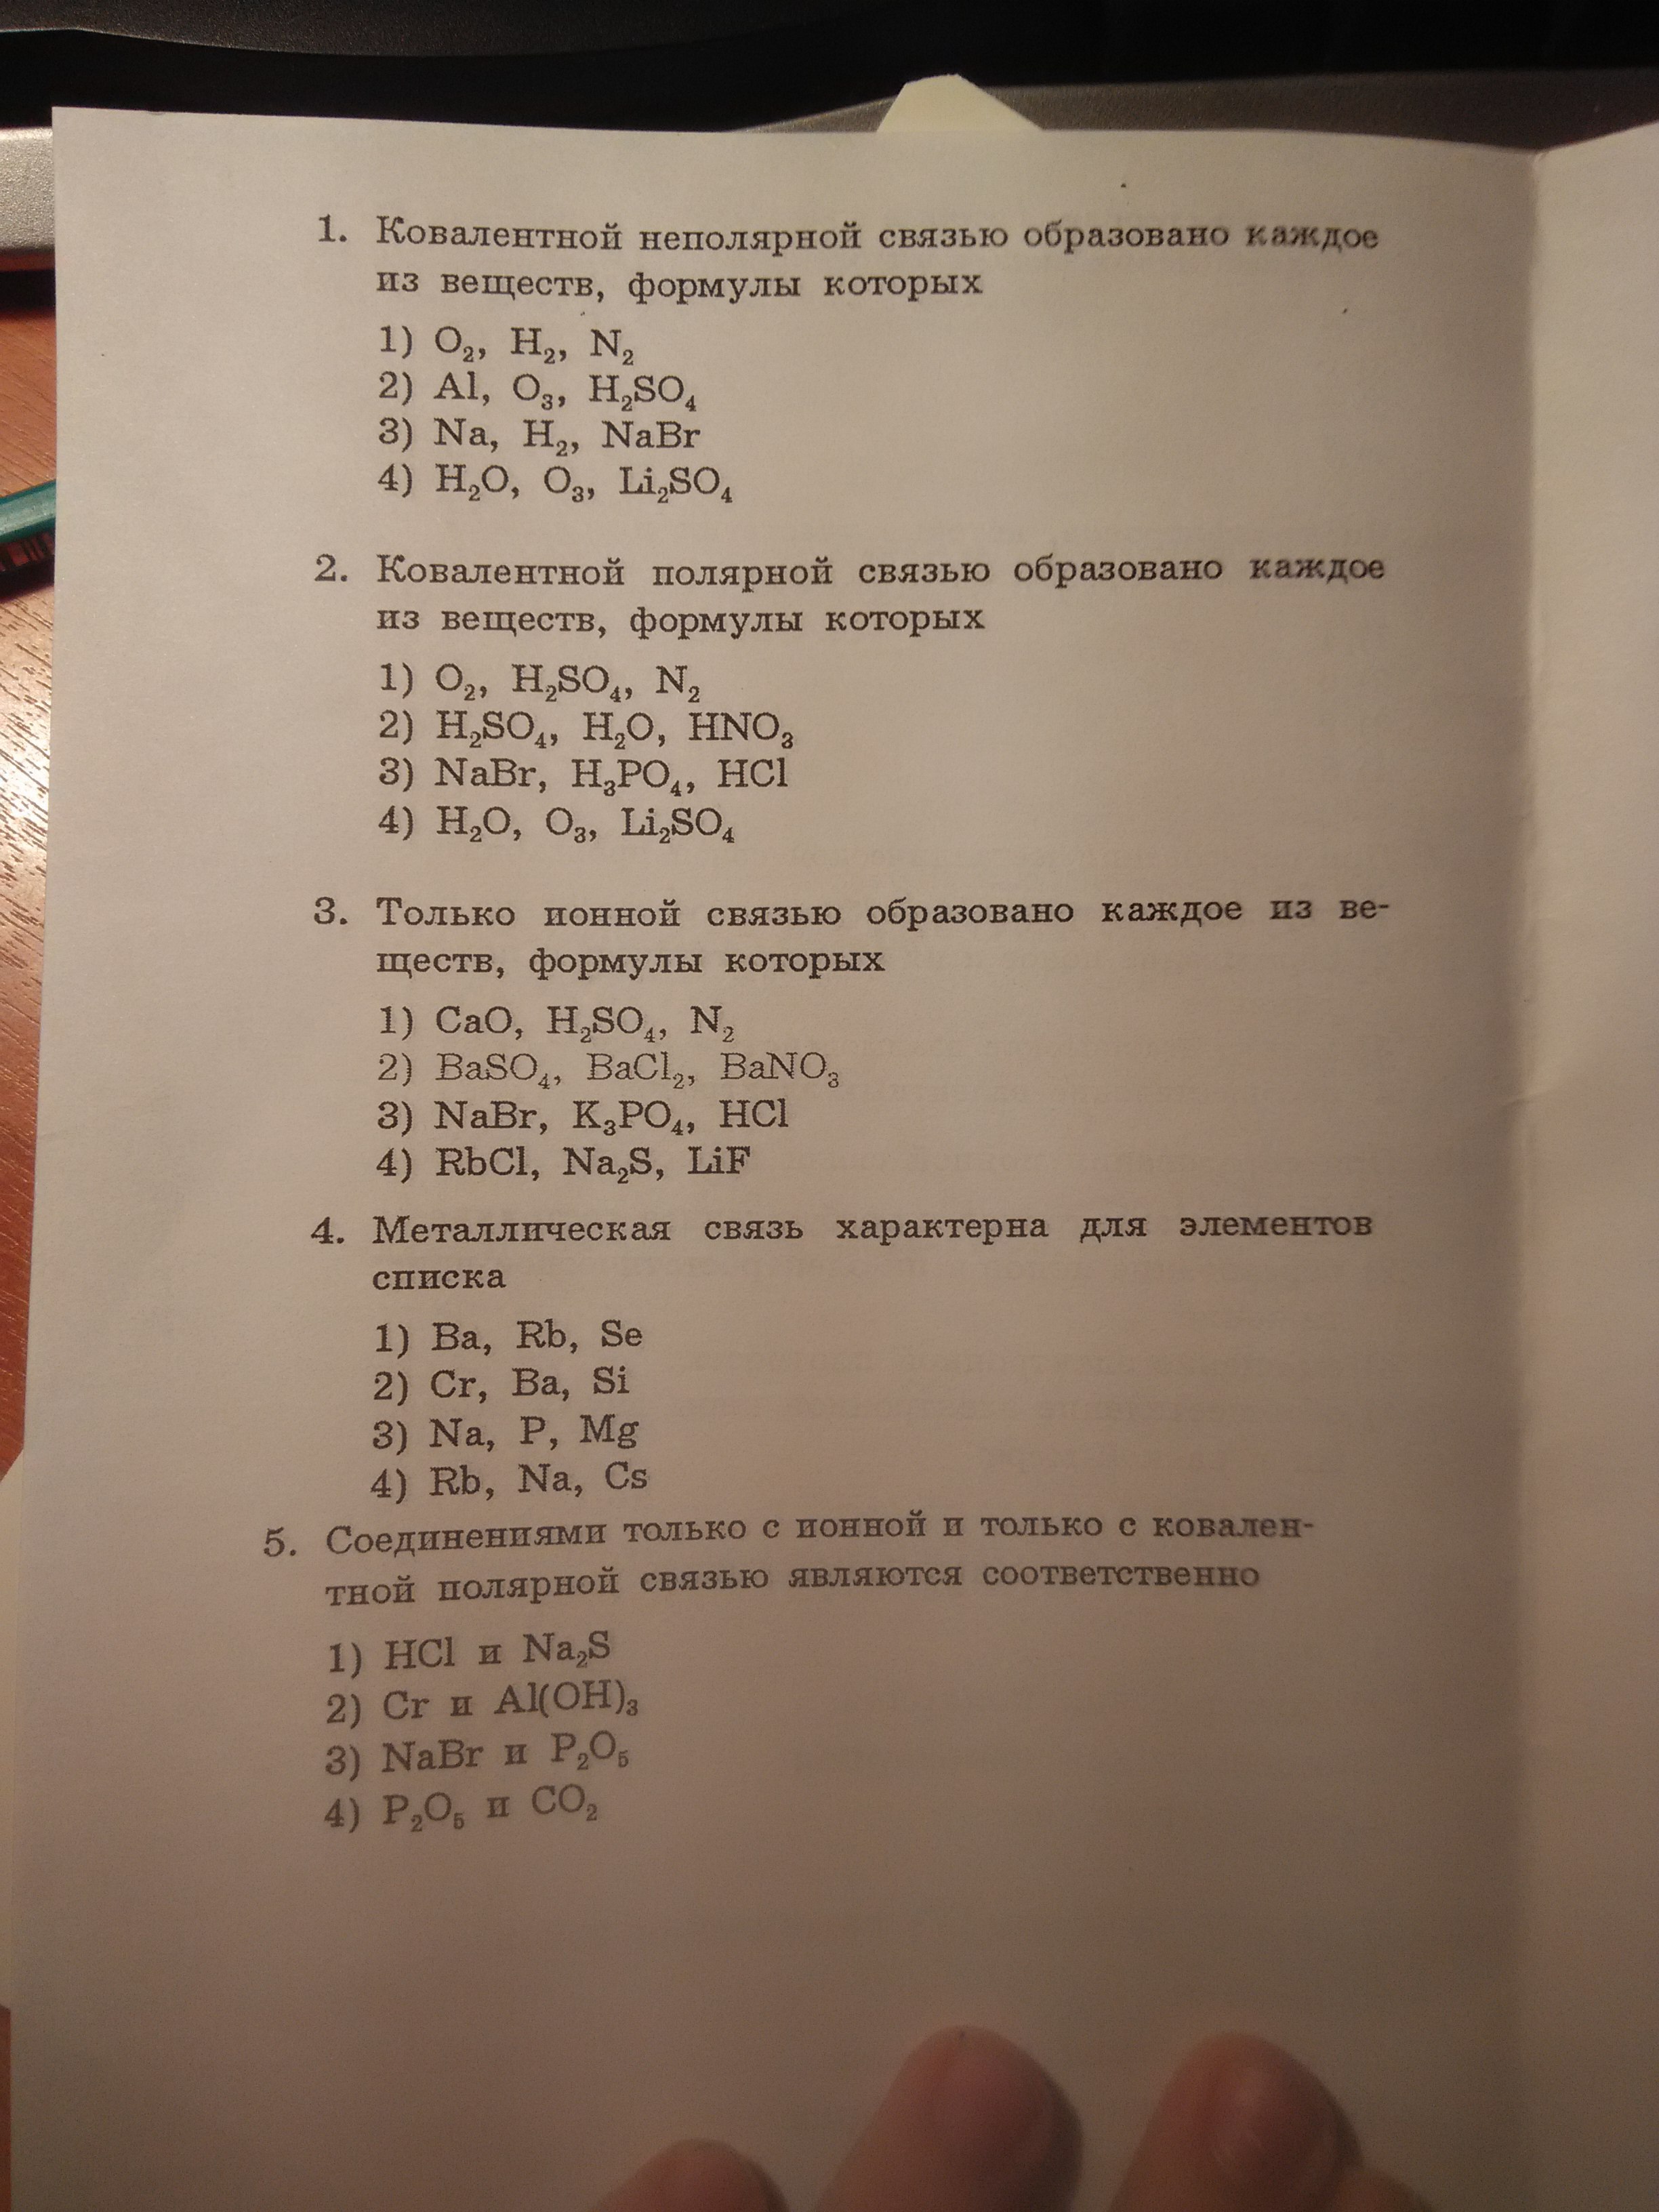 1. Ковалентной неполярной связью образовано каждое
из веществ, формулы которых
1) O₂, H₂, N₂
2) Al, O₃, H₂SO₄
3) Na, H₂, NaBr
4) H₂O, O₃, Li₂SO₄
2. Ковалентной полярной связью образовано каждое
из веществ, формулы которых
1) O₂, H₂SO₄, N₂
2) H₂SO₄, H₂O, HNO₃
3) NaBr, H₃PO₄, HCl
4) H₂O, O₃, Li₂SO₄
3. Только ионной связью образовано каждое из ве-
ществ, формулы которых
1) CaO, H₂SO₄, N₂
2) BaSO₄, BaCl₂, BaNO₃
3) NaBr, K₃PO₄, HCl
4) RbCl, Na₂S, LiF
4. Металлическая связь характерна для элементов
списка
1) Ba, Rb, Se
2) Cr, Ba, Si
3) Na, P, Mg
4) Rb, Na, Cs
5. Соединениями только с ионной и только с ковален-
тной полярной связью являются соответственно
1) HCl и Na₂S
2) Cr и Al(OH)₃
3) NaBr и P₂O₅
4) P₂O₅ и CO₂